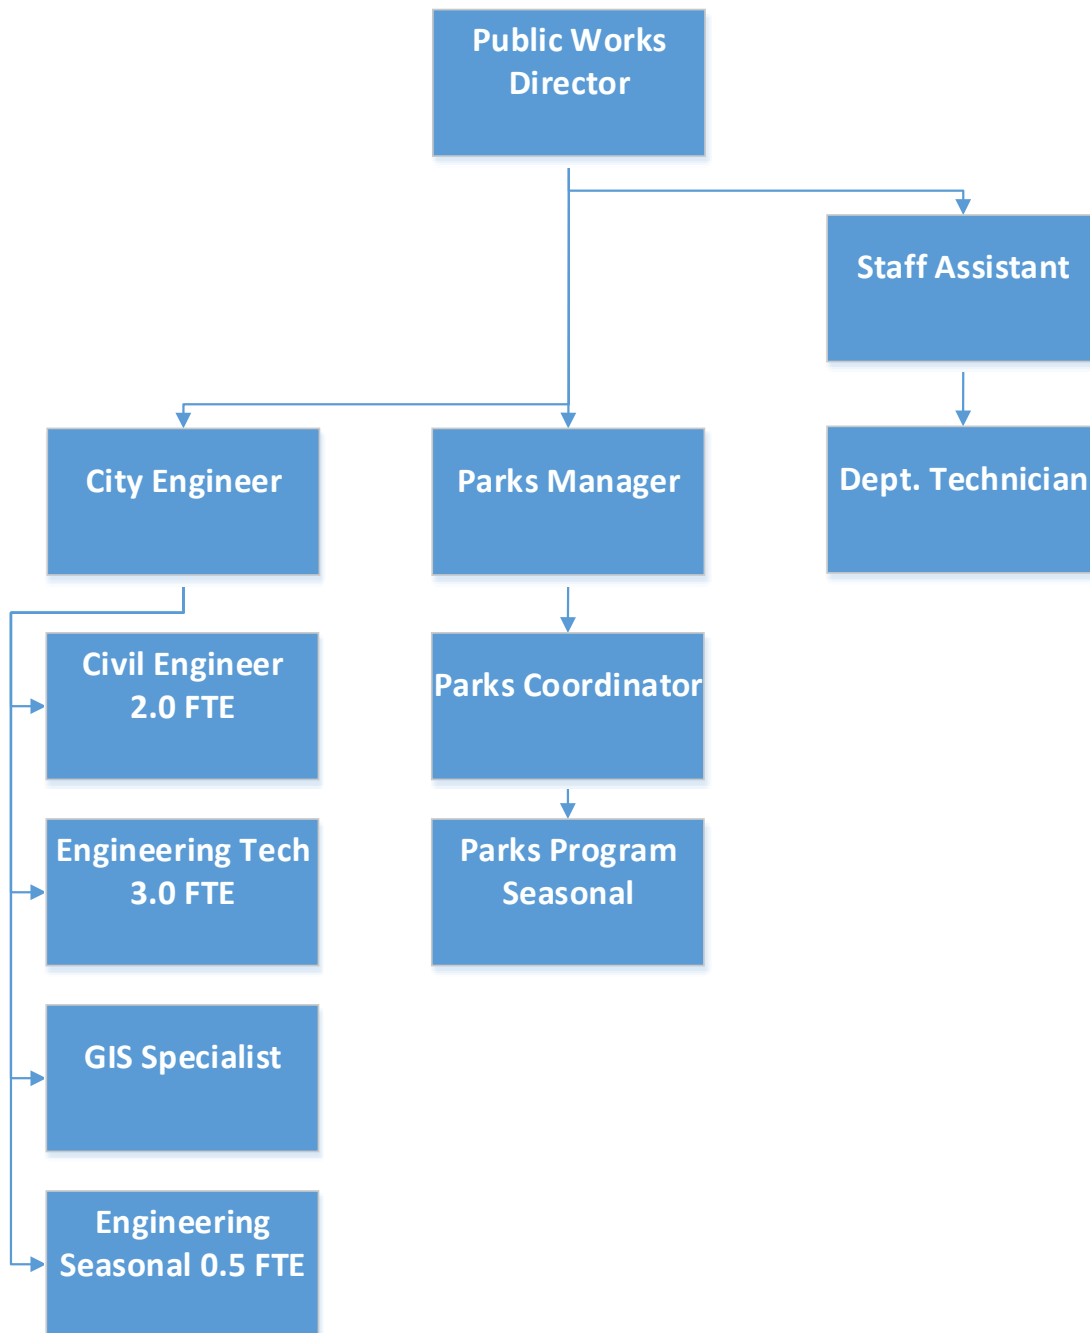 Public Works
Director
Staff Assistant
City Engineer
Parks Manager
Dept. Technician
Civil Engineer
2.0 FTE
Parks Coordinator
Engineering Tech
3.0 FTE
Parks Program
Seasonal
GIS Specialist
Engineering
Seasonal 0.5 FTE